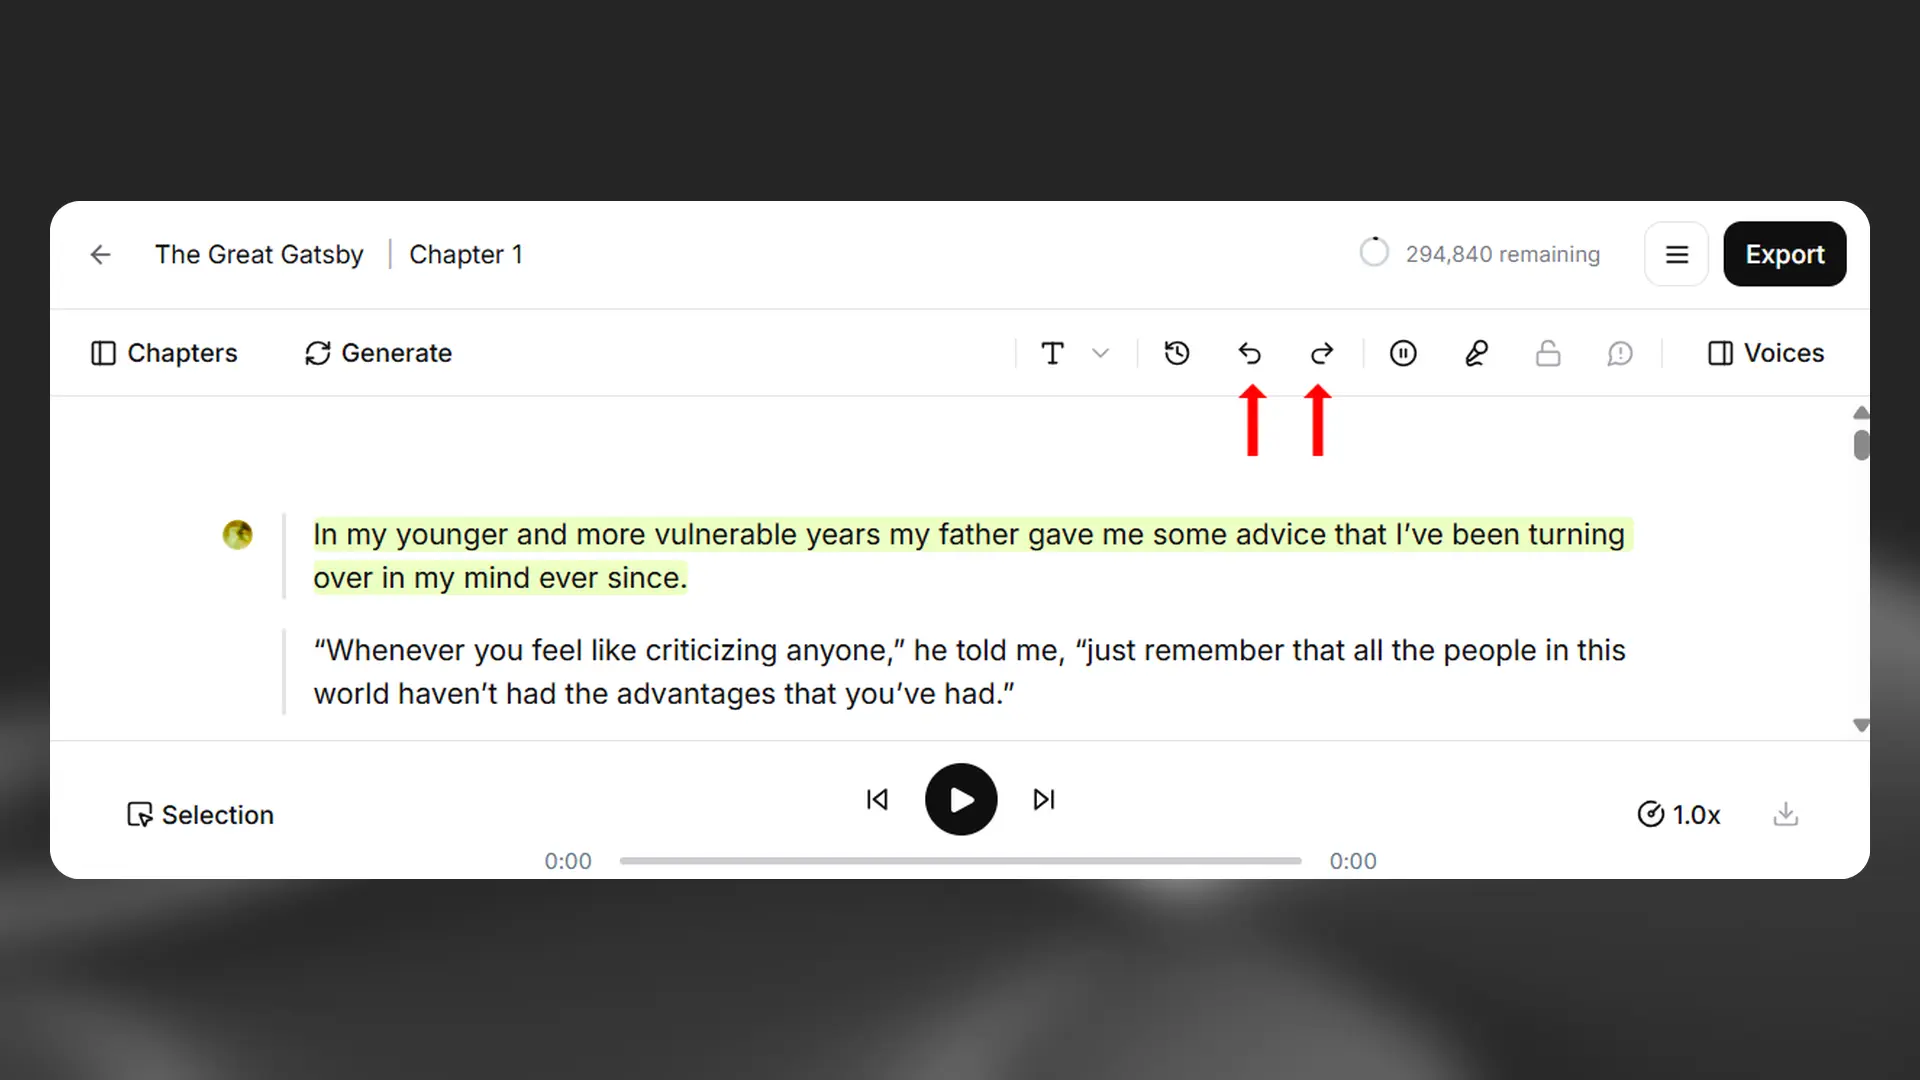 The Great Gatsby | Chapter 1
294,840 remaining
Export
Chapters
Generate
Voices
In my younger and more vulnerable years my father gave me some advice that I’ve been turning
over in my mind ever since.
“Whenever you feel like criticizing anyone,” he told me, “just remember that all the people in this
world haven’t had the advantages that you’ve had.”
Selection
1.0x
0:00
0:00